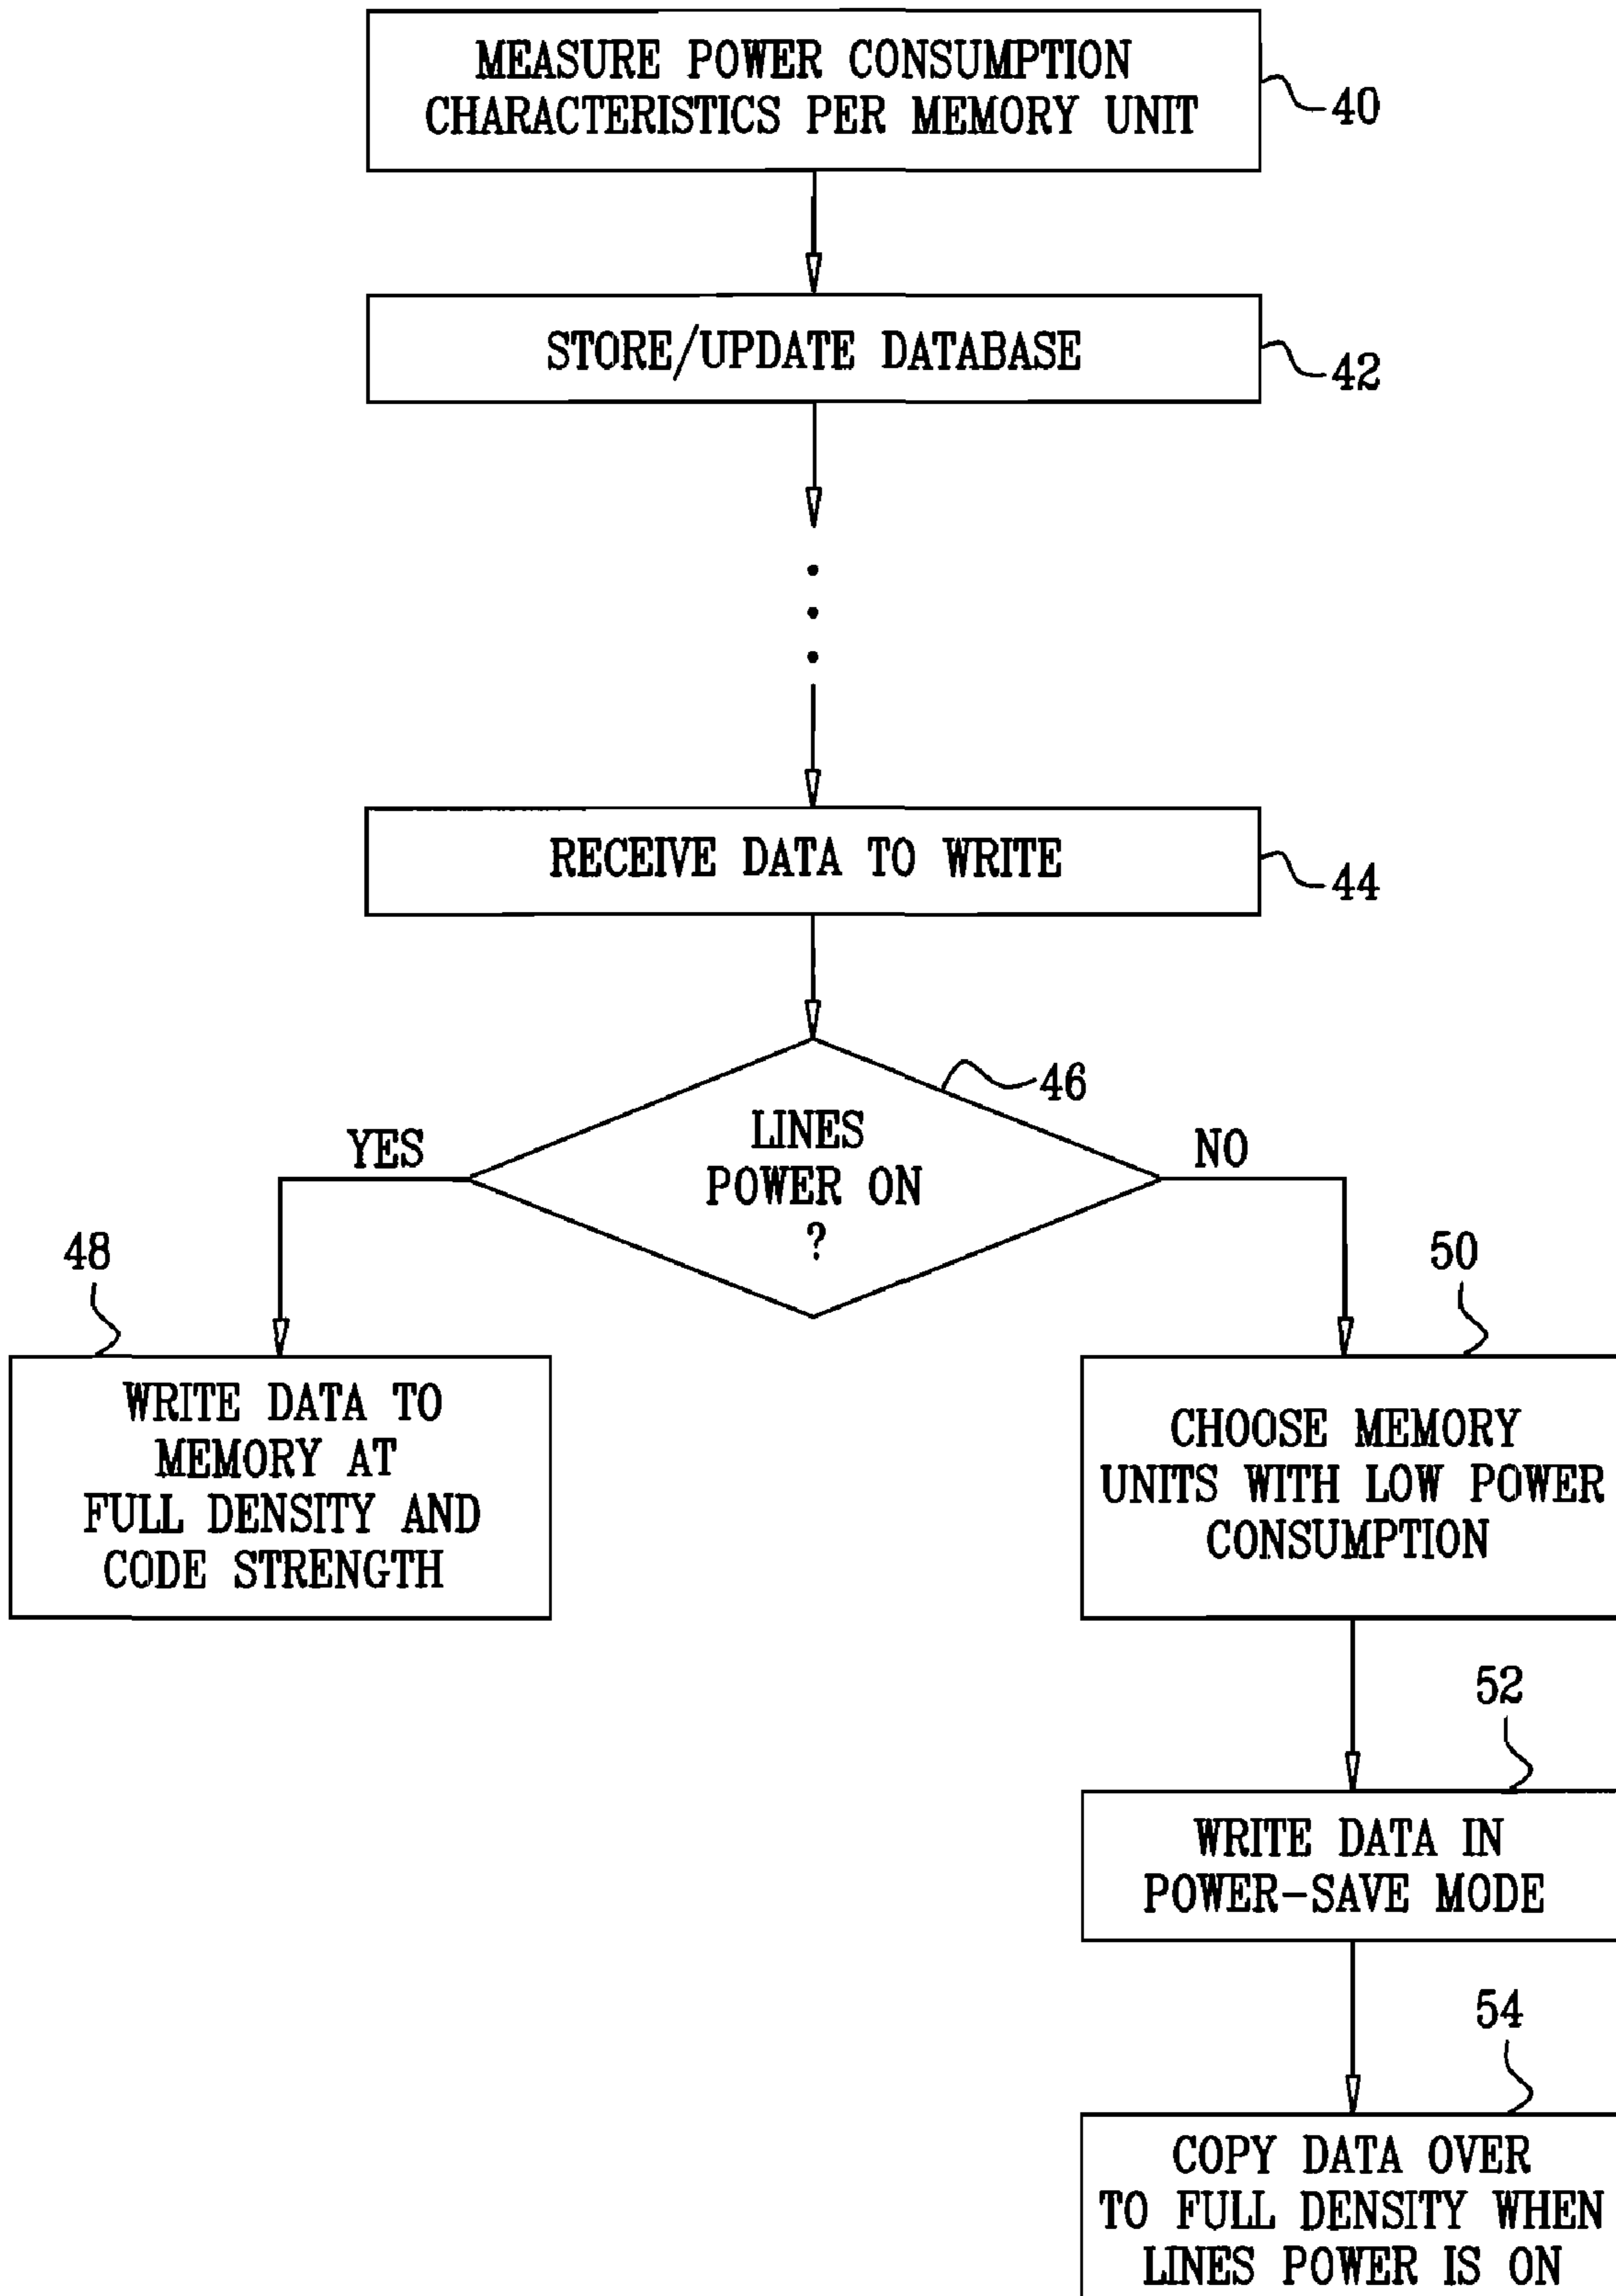 MEASURE POWER CONSUMPTION
CHARACTERISTICS PER MEMORY UNIT
40
STORE/UPDATE DATABASE
42
RECEIVE DATA TO WRITE
44
46
LINES
POWER ON
?
YES
NO
48
WRITE DATA TO
MEMORY AT
FULL DENSITY AND
CODE STRENGTH
50
CHOOSE MEMORY
UNITS WITH LOW POWER
CONSUMPTION
52
WRITE DATA IN
POWER-SAVE MODE
54
COPY DATA OVER
TO FULL DENSITY WHEN
LINES POWER IS ON